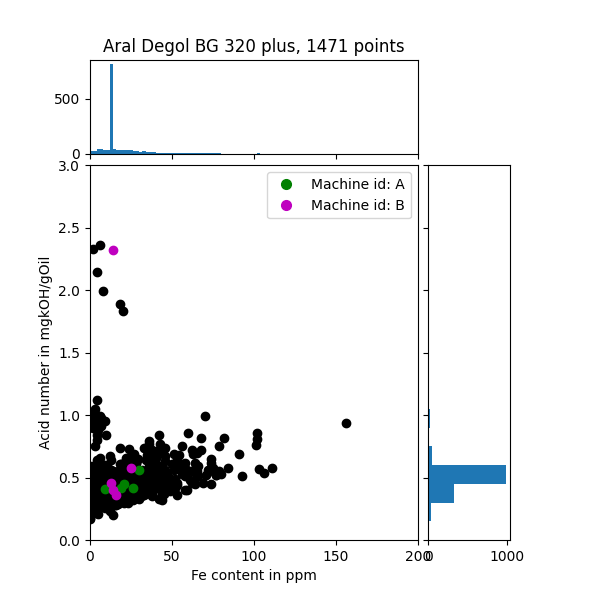 Aral Degol BG 320 plus, 1471 points
500
0
3.0
2.5
2.0
1.5
1.0
0.5
0.0
Acid number in mgkOH/gOil
Machine id: A
Machine id: B
0 50 100 150 200
0 1000
Fe content in ppm